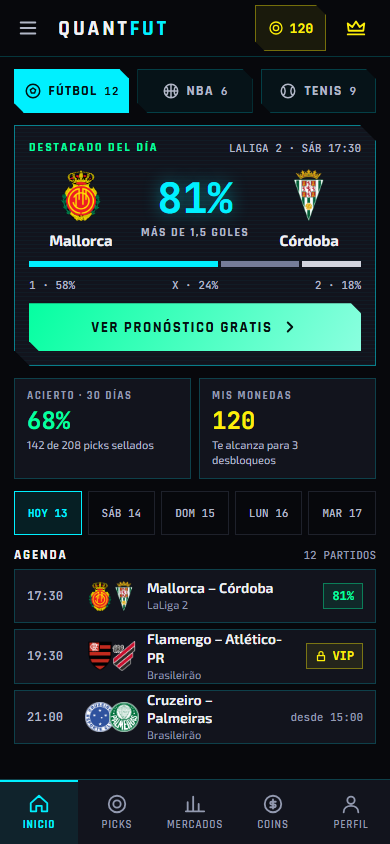 QUANTFUT
120
FÚTBOL 12
NBA 6
TENIS 9
DESTACADO DEL DÍA
LALIGA 2 · SÁB 17:30
81%
MÁS DE 1,5 GOLES
Mallorca
Córdoba
1 · 58%
X · 24%
2 · 18%
VER PRONÓSTICO GRATIS
ACIERTO · 30 DÍAS
68%
142 de 208 picks sellados
MIS MONEDAS
120
Te alcanza para 3
desbloqueos
HOY 13
SÁB 14
DOM 15
LUN 16
MAR 17
AGENDA
12 PARTIDOS
17:30
Mallorca – Córdoba
LaLiga 2
81%
19:30
Flamengo – Atlético-
PR
Brasileirão
VIP
21:00
Cruzeiro –
Palmeiras
Brasileirão
desde 15:00
INICIO
PICKS
MERCADOS
COINS
PERFIL